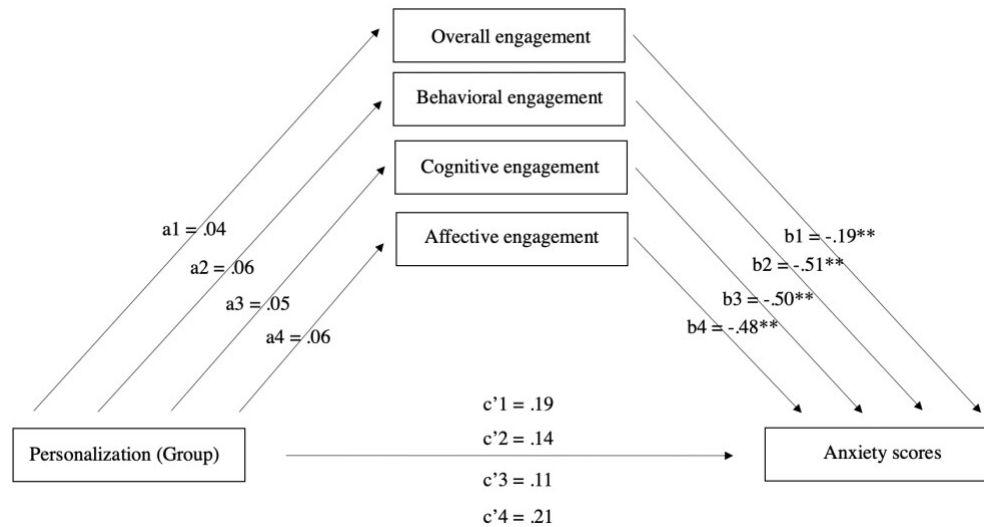 Overall engagement
Behavioral engagement
Cognitive engagement
Affective engagement
a1 = .04
a2 = .06
a3 = .05
a4 = .06
b1 = -.19**
b2 = -.51**
b3 = -.50**
b4 = -.48**
c'1 = .19
c'2 = .14
c'3 = .11
c'4 = .21
Personalization (Group)
Anxiety scores